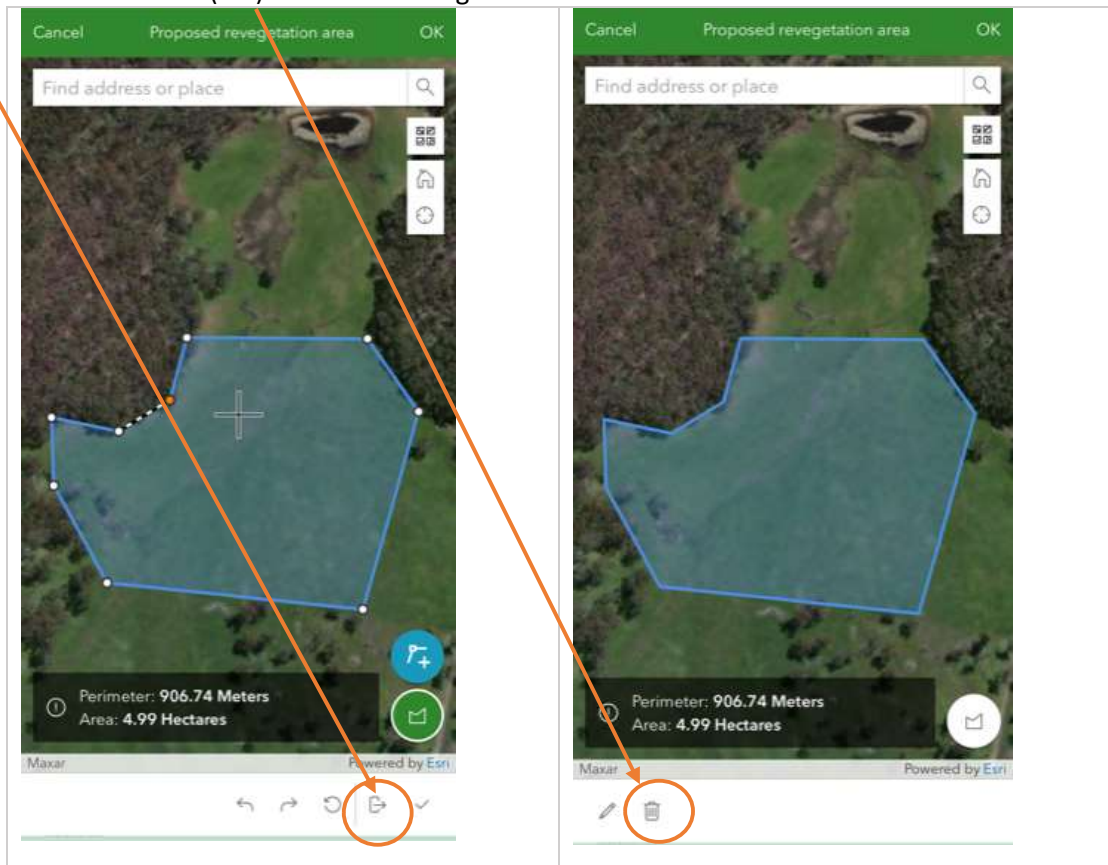 Cancel Proposed revegetation area OK
Find address or place
Perimeter: 906.74 Meters
Area: 4.99 Hectares
Maxar Powered by Esri
Cancel Proposed revegetation area OK
Find address or place
Perimeter: 906.74 Meters
Area: 4.99 Hectares
Maxar Powered by Esri